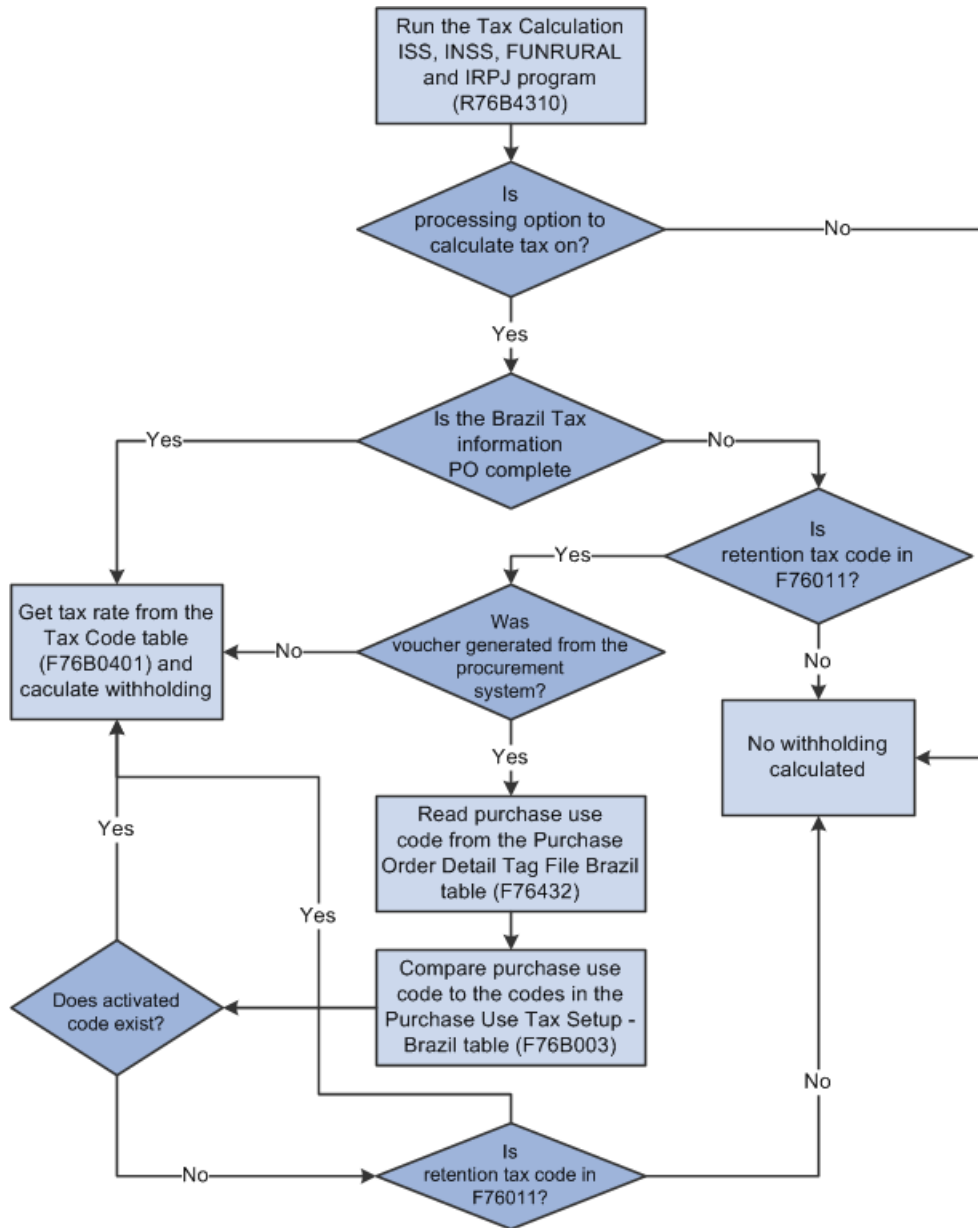 Run the Tax Calculation
ISS, INSS, FUNRURAL
and IRPJ program
(R76B4310)
Is
processing option to
calculate tax on?
No
Yes
Is the Brazil Tax
information
PO complete
Yes
No
Is
retention tax code in
F76011?
Yes
No
Was
voucher generated from the
procurement
system?
No
Yes
Get tax rate from the
Tax Code table
(F76B0401) and
caculate withholding
No withholding
calculated
Read purchase use
code from the Purchase
Order Detail Tag File Brazil
table (F76432)
Compare purchase use
code to the codes in the
Purchase Use Tax Setup -
Brazil table (F76B003)
Does activated
code exist?
Yes
No
Is
retention tax code in
F76011?
Yes
No